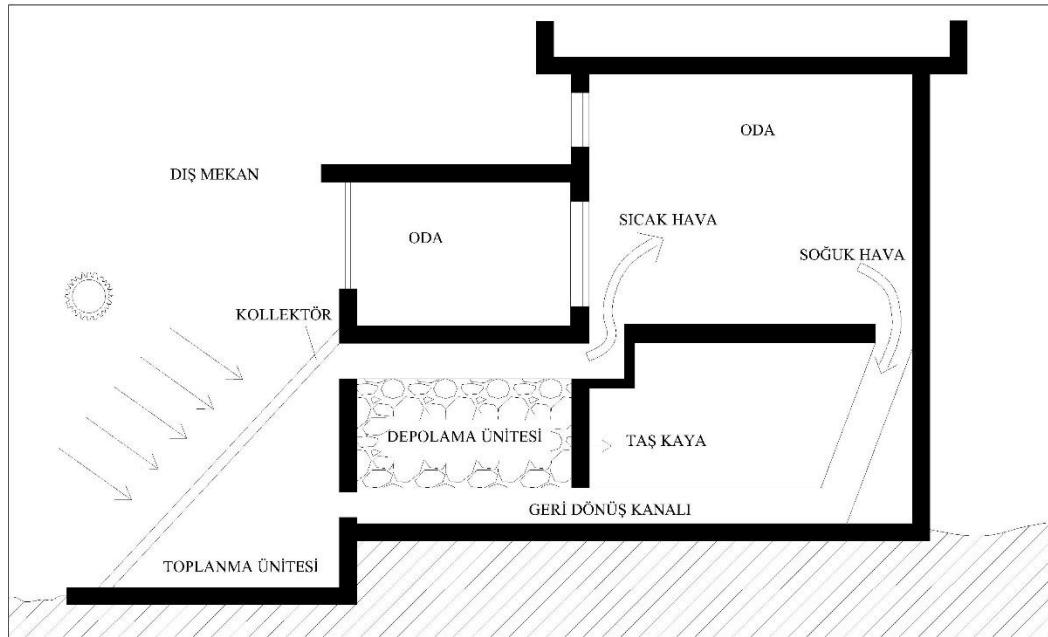 ODA
DIŞ MEKAN
SICAK HAVA
ODA
SOĞUK HAVA
KOLLEKTÖR
DEPOLAMA ÜNİTESİ
TAŞ KAYA
GERİ DÖNÜŞ KANALI
TOPLANMA ÜNİTESİ